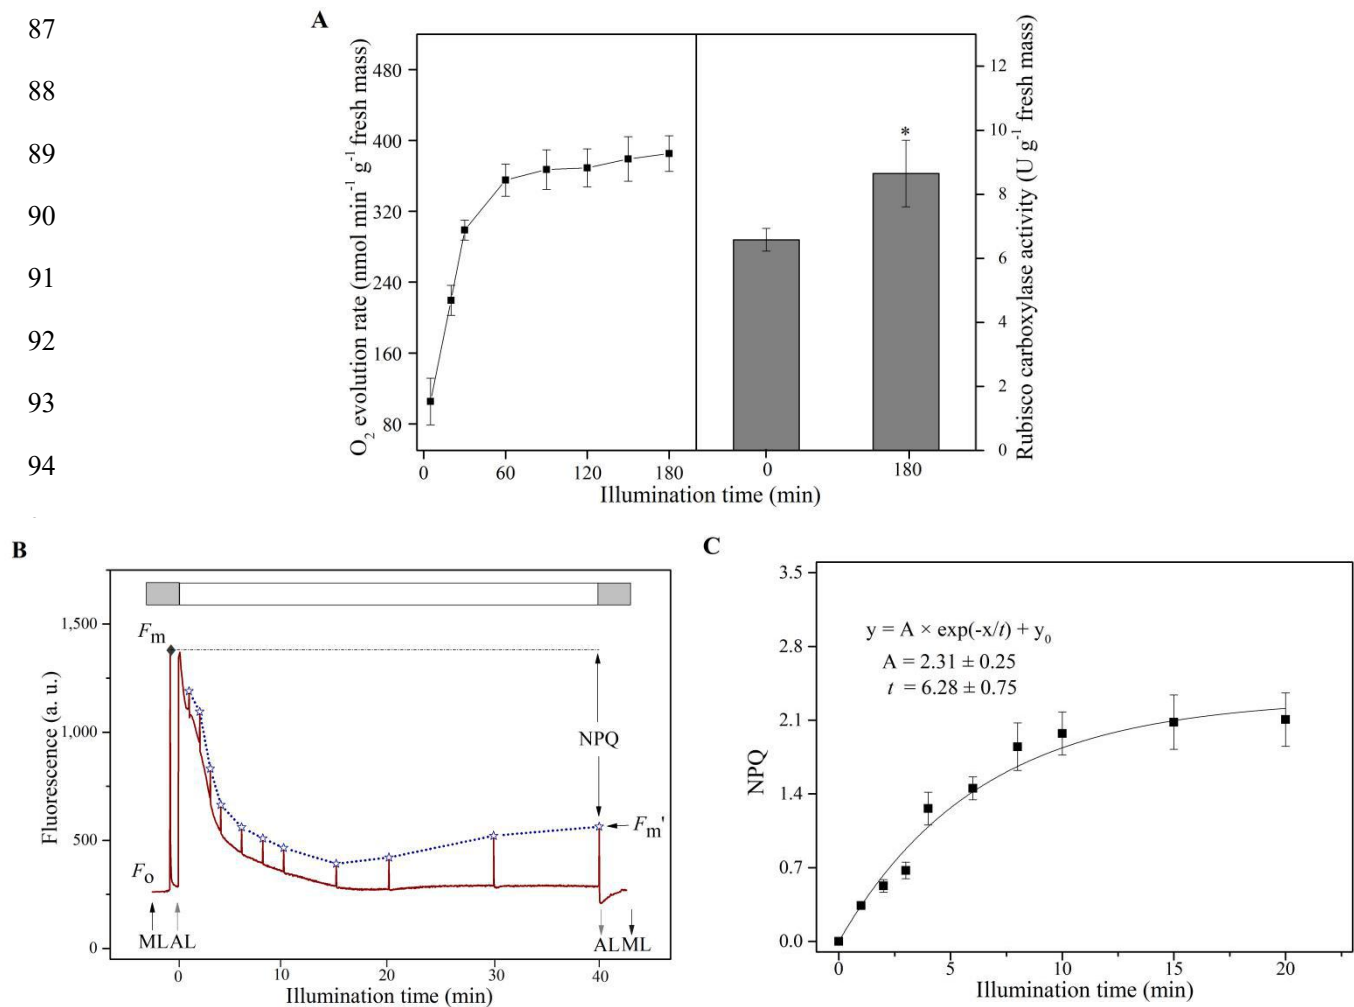 87
88
89
90
91
92
93
94
A
O2 evolution rate (nmol min-1 g-1 fresh mass)
480
400
320
240
160
80
0
60
120
180
0
180
Illumination time (min)
*
12
10
8
6
4
2
0
Rubisco carboxylase activity (U g-1 fresh mass)
B
Fluorescence (a. u.)
1,500
1,000
500
0
Fm
Fo
NPQ
Fm'
ML AL
AL ML
0
10
20
30
40
Illumination time (min)
C
NPQ
3.5
2.8
2.1
1.4
0.7
0.0
y = A × exp(-x/t) + y0
A = 2.31 ± 0.25
t = 6.28 ± 0.75
0
5
10
15
20
Illumination time (min)